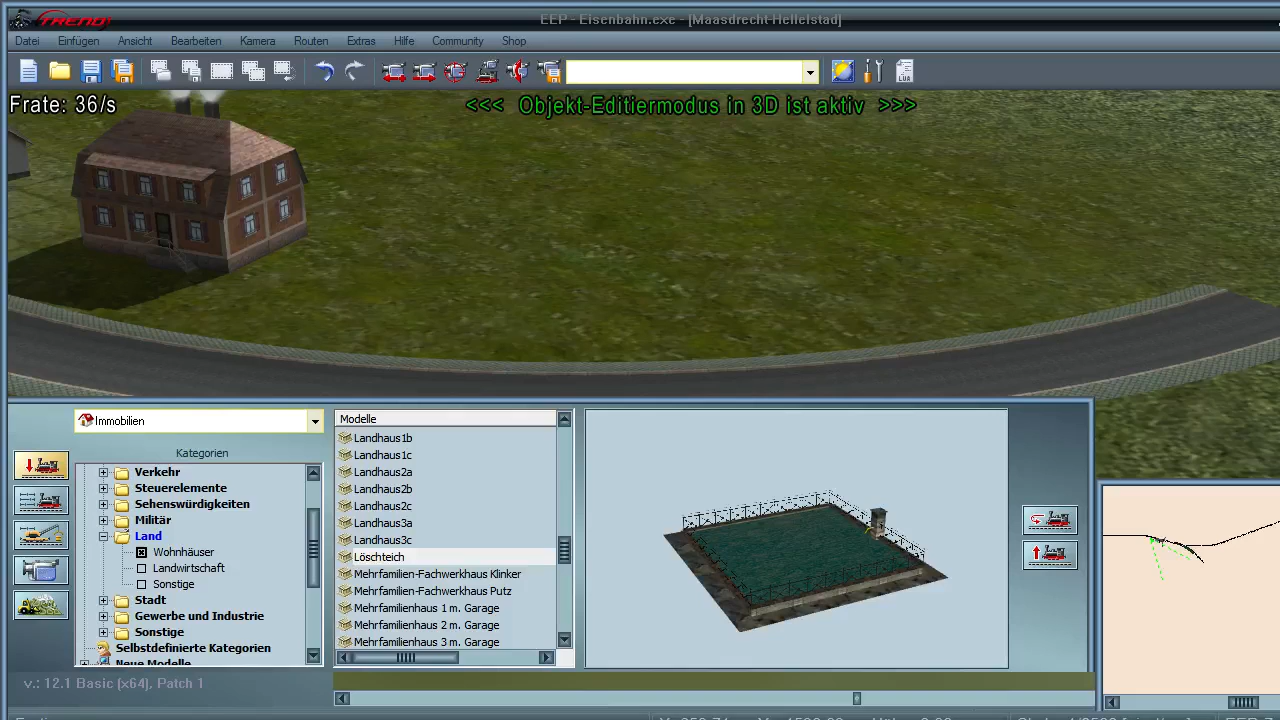 TREND
EEP - Eisenbahn.exe - [Maasdrecht-Hellelstad]
Datei Einfügen Ansicht Bearbeiten Kamera Routen Extras Hilfe Community Shop
LUA
Frate: 36/s
<<< Objekt-Editiermodus in 3D ist aktiv >>>
Immobilien
Kategorien
Verkehr
Steuerelemente
Sehenswürdigkeiten
Militär
Land
Wohnhäuser
Landwirtschaft
Sonstige
Stadt
Gewerbe und Industrie
Sonstige
Selbstdefinierte Kategorien
Neue Modelle
Modelle
Landhaus1b
Landhaus1c
Landhaus2a
Landhaus2b
Landhaus2c
Landhaus3a
Landhaus3c
Löschteich
Mehrfamilien-Fachwerkhaus Klinker
Mehrfamilien-Fachwerkhaus Putz
Mehrfamilienhaus 1 m. Garage
Mehrfamilienhaus 2 m. Garage
Mehrfamilienhaus 3 m. Garage
v.: 12.1 Basic (x64), Patch 1